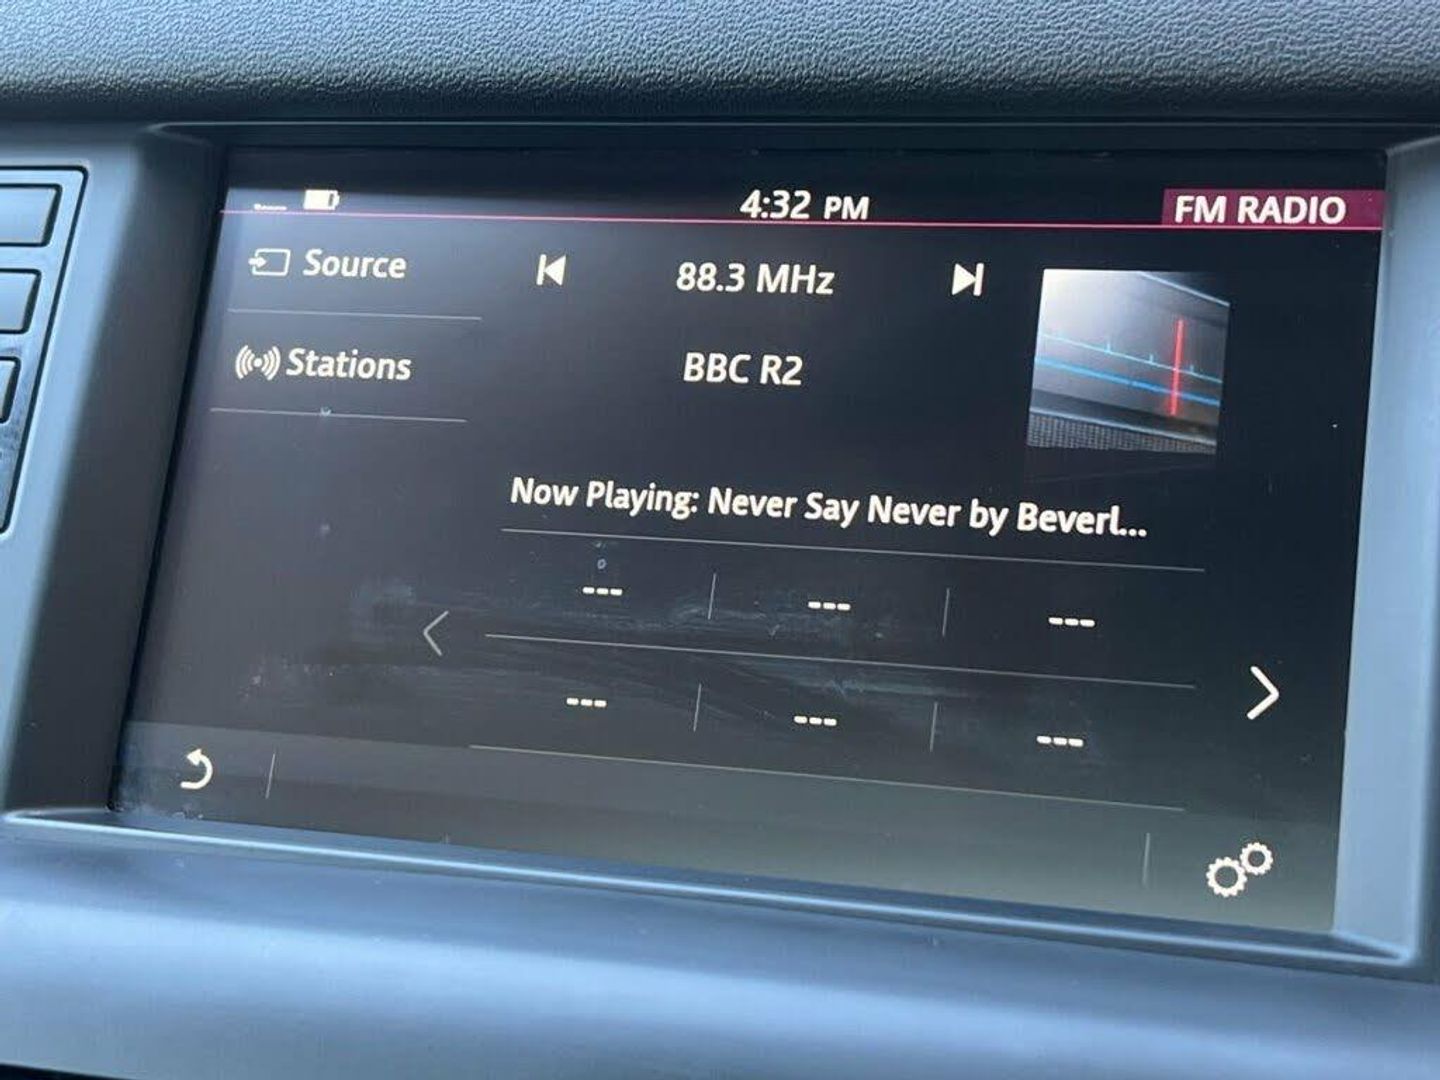 4:32 PM
FM RADIO
Source
88.3 MHz
Stations
BBC R2
Now Playing: Never Say Never by Beverl...
--- --- ---
--- --- ---